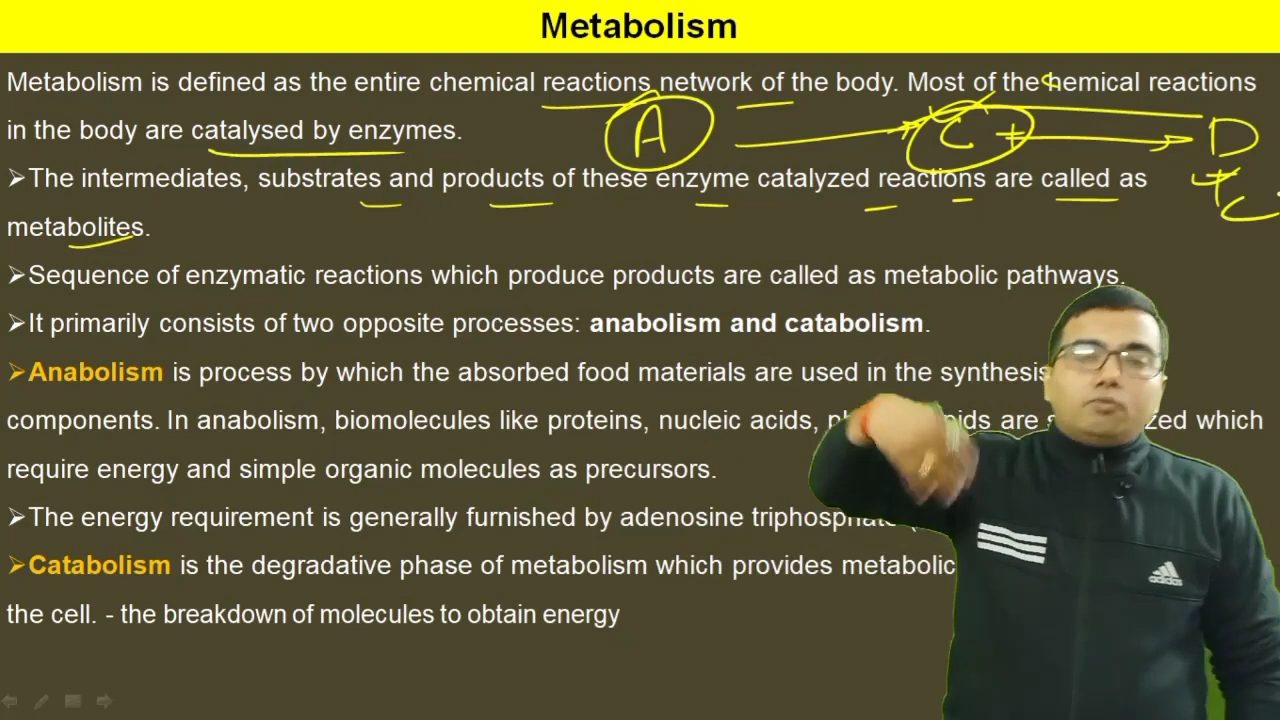 Metabolism
Metabolism is defined as the entire chemical reactions network of the body. Most of the chemical reactions
in the body are catalysed by enzymes.
A C + D
+ C
➢The intermediates, substrates and products of these enzyme catalyzed reactions are called as
metabolites.
➢Sequence of enzymatic reactions which produce products are called as metabolic pathways.
➢It primarily consists of two opposite processes: anabolism and catabolism.
➢Anabolism is process by which the absorbed food materials are used in the synthesis
components. In anabolism, biomolecules like proteins, nucleic acids, are which
require energy and simple organic molecules as precursors.
➢The energy requirement is generally furnished by adenosine triphosphate (
➢Catabolism is the degradative phase of metabolism which provides metabolic
the cell. - the breakdown of molecules to obtain energy
adidas